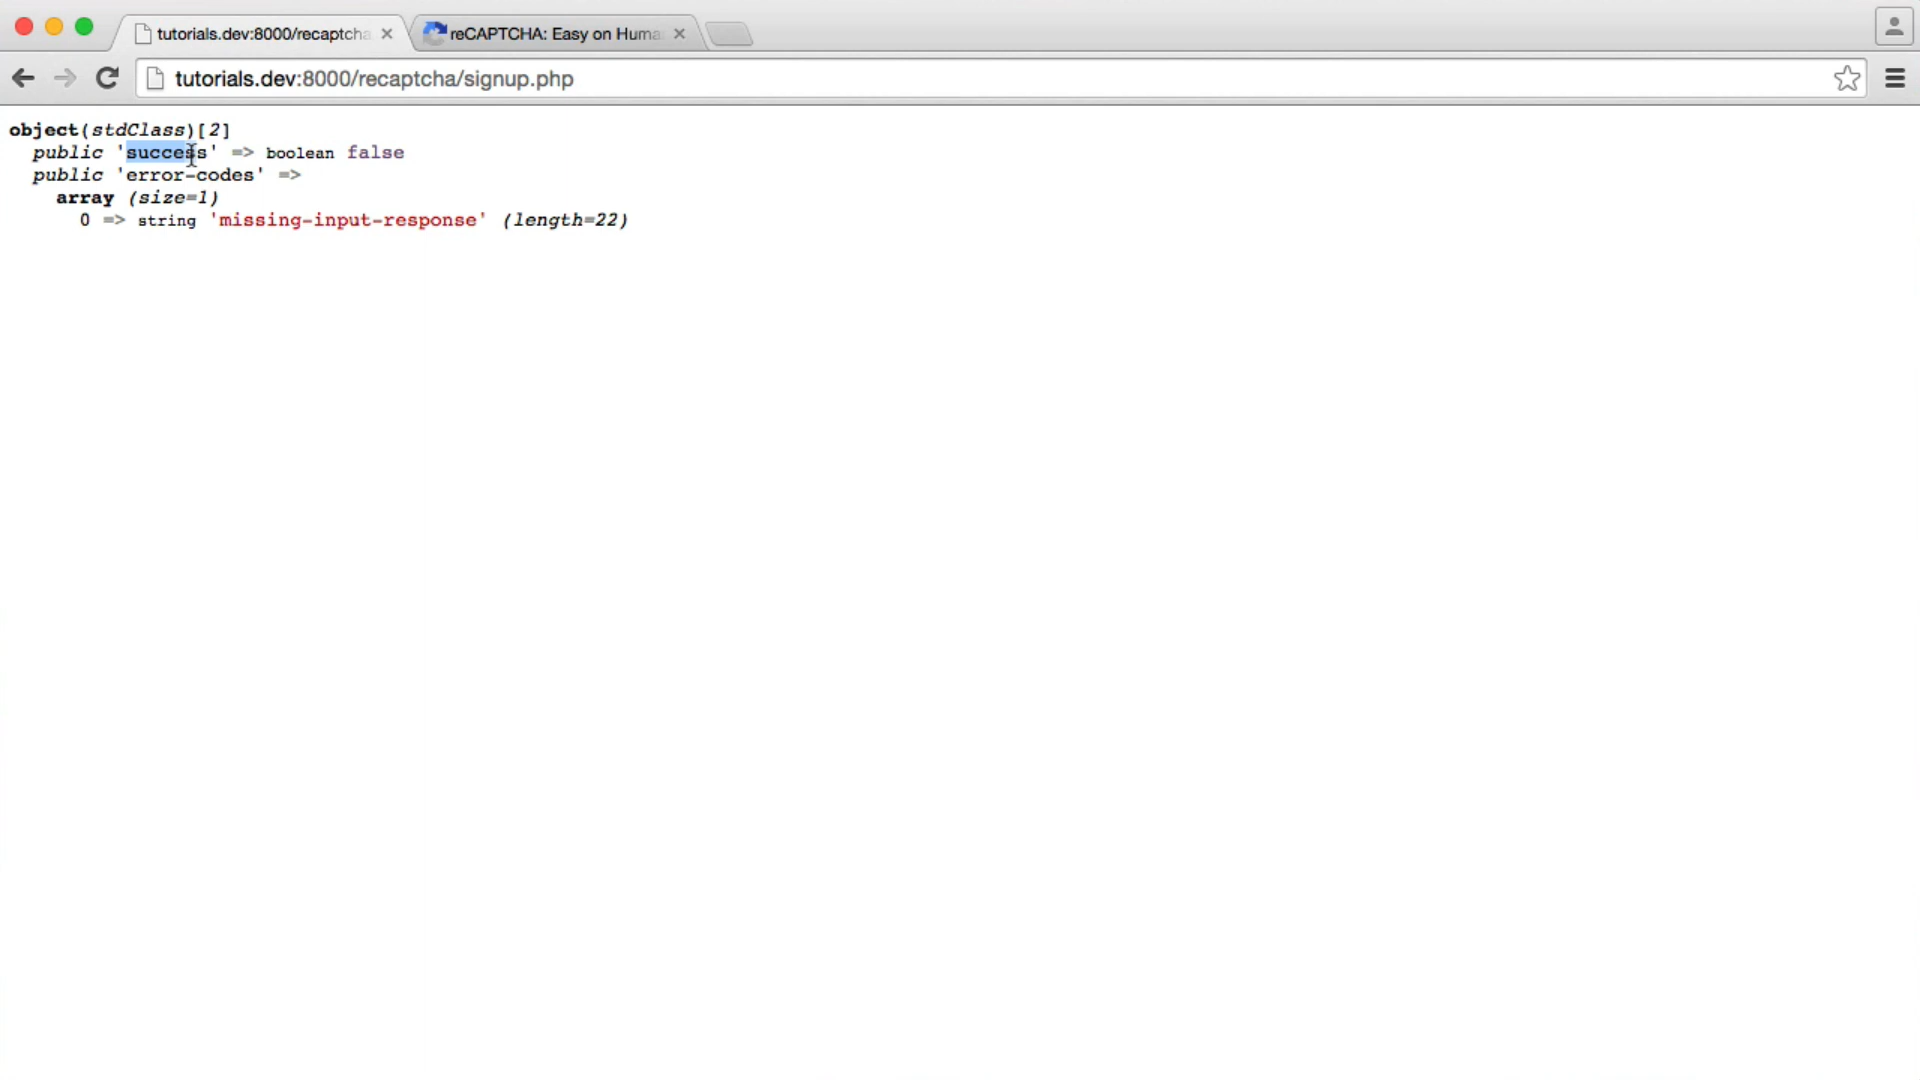 tutorials.dev:8000/recaptcha
reCAPTCHA: Easy on Huma
tutorials.dev:8000/recaptcha/signup.php
object(stdClass)[2]
public 'success' => boolean false
public 'error-codes' =>
array (size=1)
0 => string 'missing-input-response' (length=22)